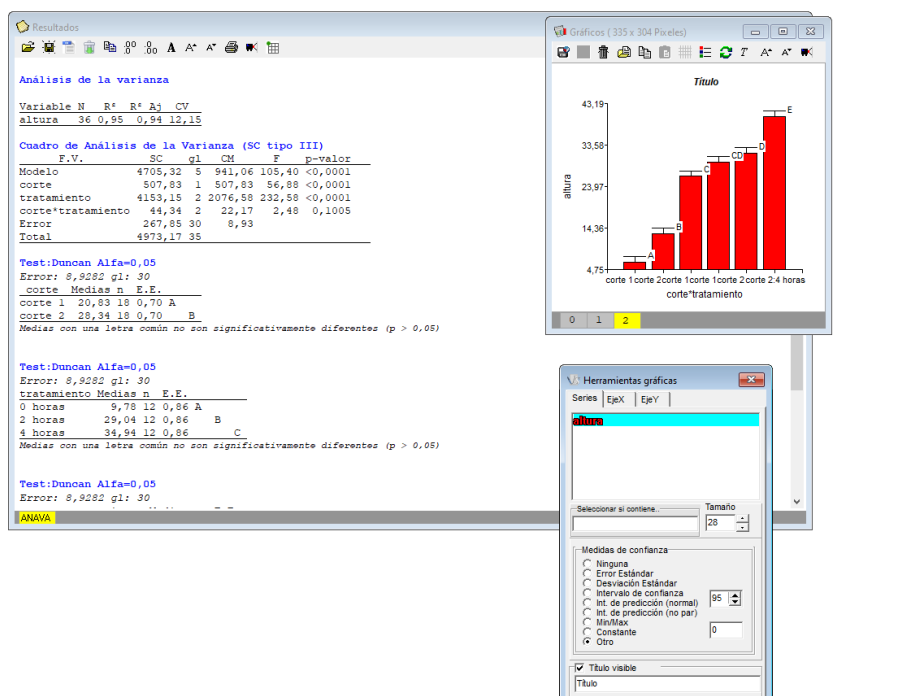 Resultados
Análisis de la varianza
Variable N R² R² Aj CV
altura 36 0,95 0,94 12,15
Cuadro de Análisis de la Varianza (SC tipo III)
F.V. SC gl CM F p-valor
Modelo 4705,32 5 941,06 105,40 <0,0001
corte 507,83 1 507,83 56,88 <0,0001
tratamiento 4153,15 2 2076,58 232,58 <0,0001
corte*tratamiento 44,34 2 22,17 2,48 0,1005
Error 267,85 30 8,93
Total 4973,17 35
Test:Duncan Alfa=0,05
Error: 8,9282 gl: 30
corte Medias n E.E.
corte 1 20,83 18 0,70 A
corte 2 28,34 18 0,70 B
Medias con una letra común no son significativamente diferentes (p > 0,05)
Test:Duncan Alfa=0,05
Error: 8,9282 gl: 30
tratamiento Medias n E.E.
0 horas 9,78 12 0,86 A
2 horas 29,04 12 0,86 B
4 horas 34,94 12 0,86 C
Medias con una letra común no son significativamente diferentes (p > 0,05)
Test:Duncan Alfa=0,05
Error: 8,9282 gl: 30
ANAVA
Gráficos ( 335 x 304 Pixeles)
Título
43,19
33,58
23,97
14,36
4,75
altura
A
B
C
CD
D
E
corte 1 corte 2 corte 1 corte 1 corte 2 corte 2:4 horas
corte*tratamiento
0 1 2
Herramientas gráficas
Series EjeX EjeY
altura
Seleccionar si contiene..
Tamaño
28
Medidas de confianza
Ninguna
Error Estándar
Desviación Estándar
Intervalo de confianza
95
Int. de predicción (normal)
Int. de predicción (no par)
Min/Max
Constante
0
Otro
Título visible
Título